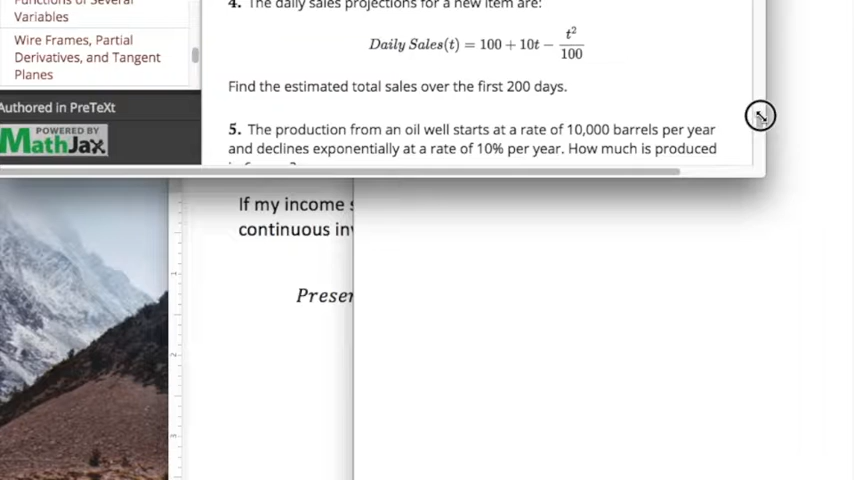 Functions of Several
Variables
Wire Frames, Partial
Derivatives, and Tangent
Planes
Authored in PreTeXt
POWERED BY
MathJax
4. The daily sales projections for a new item are:
Daily Sales(t) = 100 + 10t − t²/100
Find the estimated total sales over the first 200 days.
5. The production from an oil well starts at a rate of 10,000 barrels per year
and declines exponentially at a rate of 10% per year. How much is produced
If my income
continuous in
Presen
1
2
3